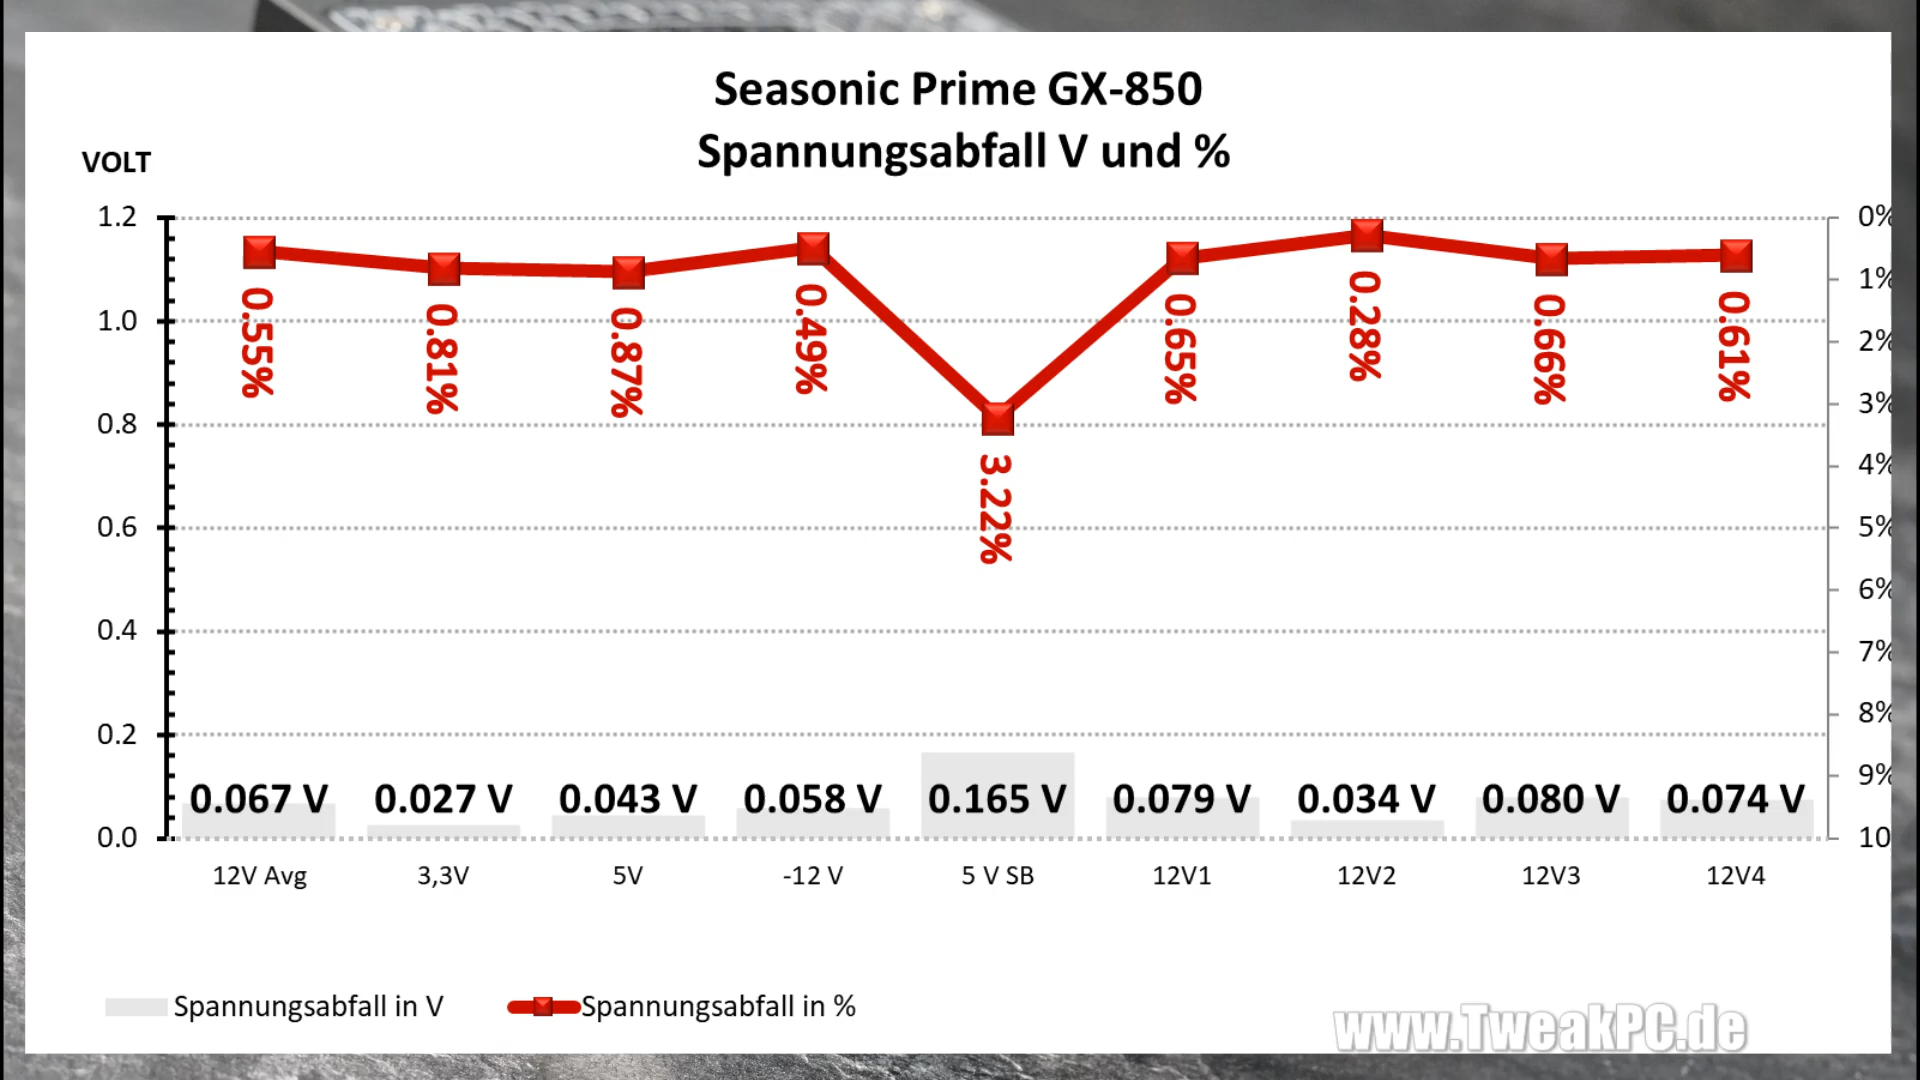 Seasonic Prime GX-850
Spannungsabfall V und %
VOLT
1.2
1.0
0.8
0.6
0.4
0.2
0.0
0%
1%
2%
3%
4%
5%
6%
7%
8%
9%
10
0.55%
0.81%
0.87%
0.49%
3.22%
0.65%
0.28%
0.66%
0.61%
0.067 V
0.027 V
0.043 V
0.058 V
0.165 V
0.079 V
0.034 V
0.080 V
0.074 V
12V Avg
3,3V
5V
-12 V
5 V SB
12V1
12V2
12V3
12V4
Spannungsabfall in V
Spannungsabfall in %
www.TweakPC.de